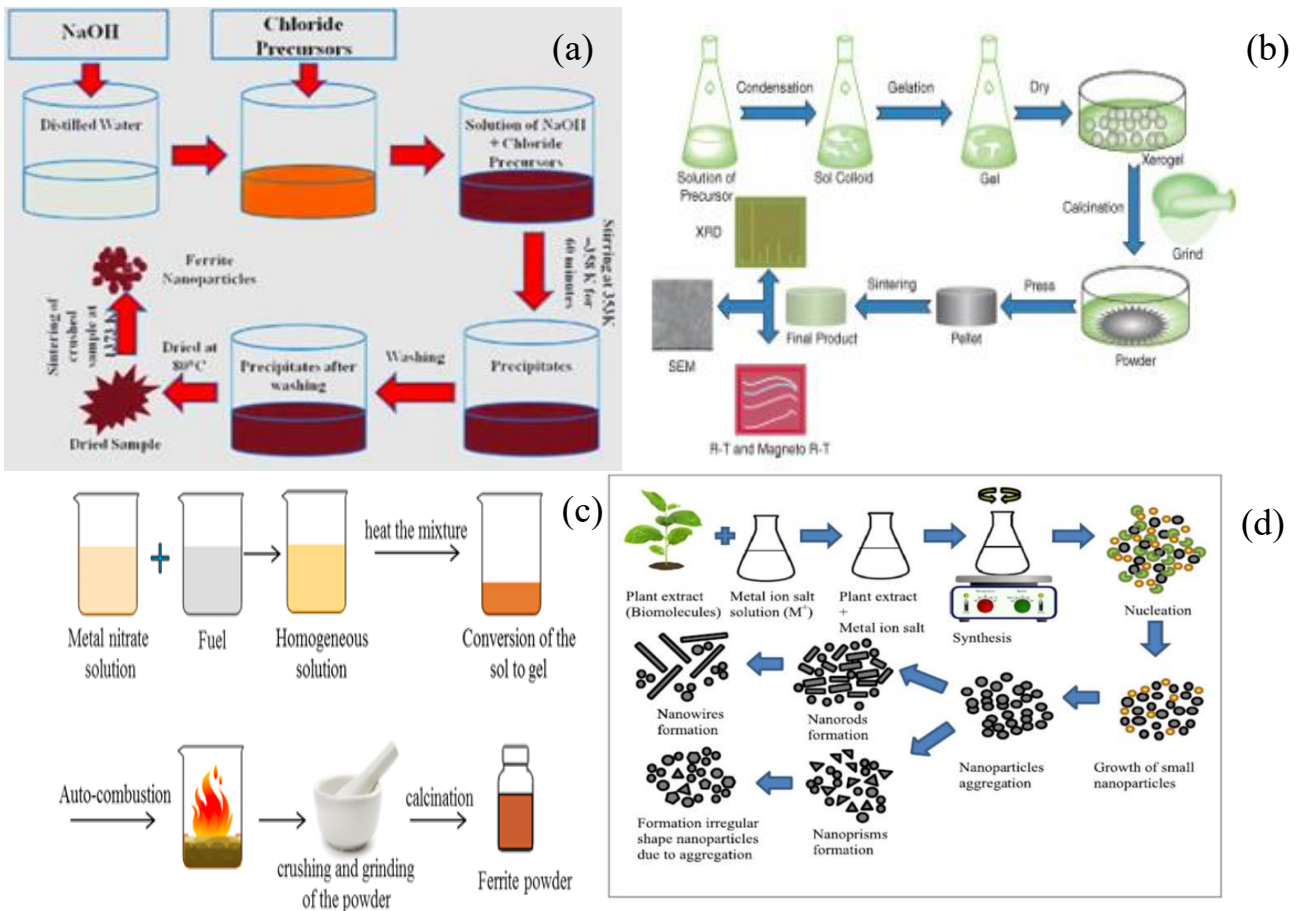 NaOH
Chloride
Precursors
(a)
Distilled Water
Solution of NaOH
+ Chloride
Precursors
Stirring at 353K
-358 K for
60 minutes
Precipitates
Washing
Precipitates after
washing
Dried at
80°C
Dried Sample
Sintering of
crushed
sample at
1373 K
Ferrite
Nanoparticles
(b)
Condensation
Gelation
Dry
Solution of
Precursor
Sol Colloid
Gel
Xerogel
Calcination
Grind
Powder
Press
Pellet
Sintering
Final Product
XRD
SEM
R-T and Magneto R-T
(c)
heat the mixture
Metal nitrate
solution
Fuel
Homogeneous
solution
Conversion of the
sol to gel
Auto-combustion
crushing and grinding
of the powder
calcination
Ferrite powder
(d)
Plant extract
(Biomolecules)
Metal ion salt
solution (M+)
Plant extract
+
Metal ion salt
Synthesis
Nucleation
Growth of small
nanoparticles
Nanoparticles
aggregation
Nanorods
formation
Nanowires
formation
Nanoprisms
formation
Formation irregular
shape nanoparticles
due to aggregation